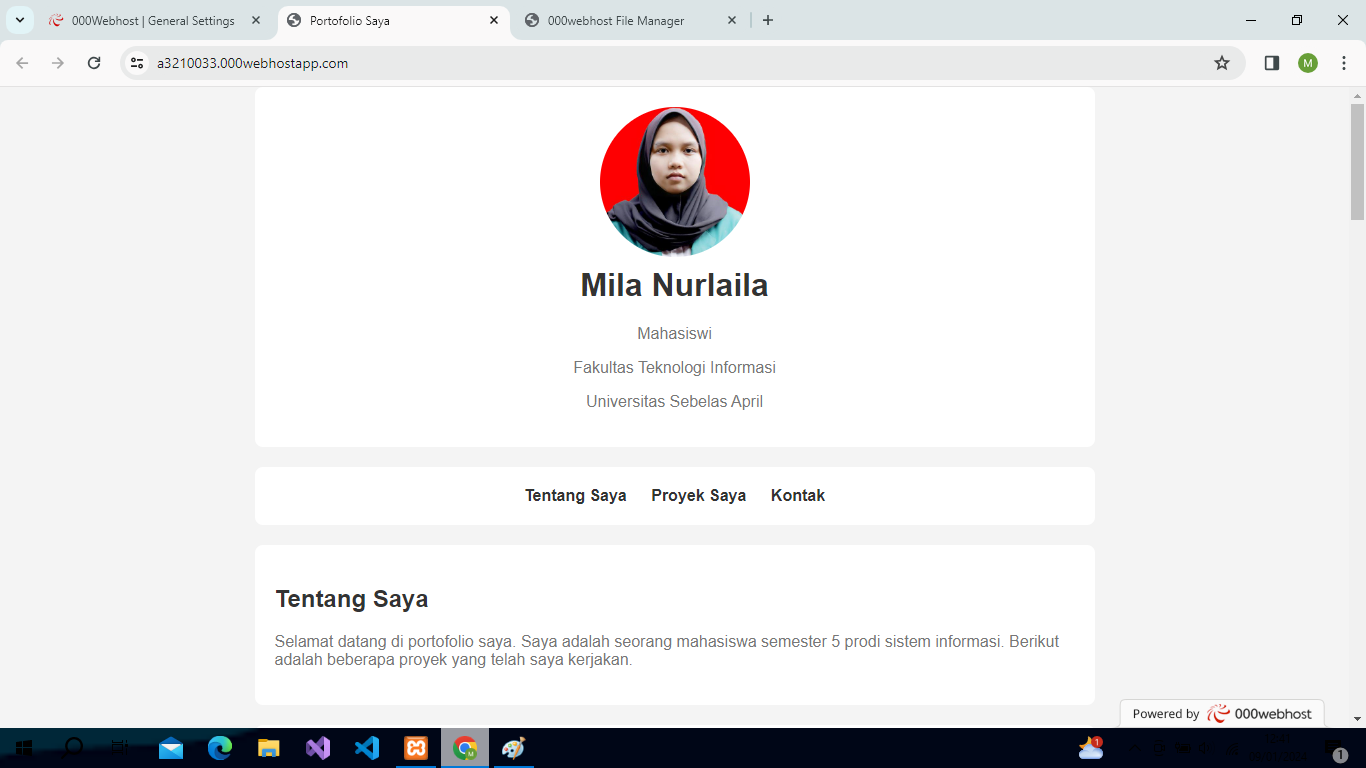 000Webhost | General Settings
Portofolio Saya
000webhost File Manager
a3210033.000webhostapp.com
M
Mila Nurlaila
Mahasiswi
Fakultas Teknologi Informasi
Universitas Sebelas April
Tentang Saya Proyek Saya Kontak
Tentang Saya
Selamat datang di portofolio saya. Saya adalah seorang mahasiswa semester 5 prodi sistem informasi. Berikut
adalah beberapa proyek yang telah saya kerjakan.
Powered by 000webhost
M
1
1